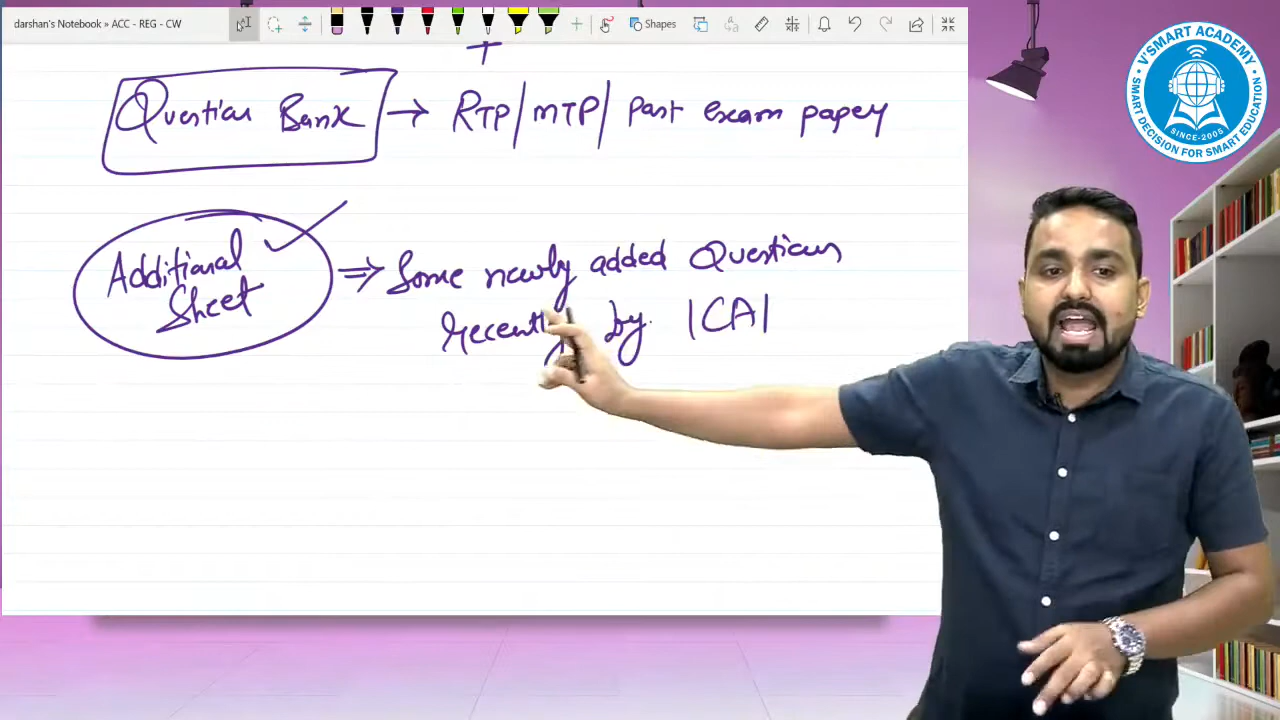 darshan's Notebook » ACC - REG - CW
Shapes
Question Bank → RTP/MTP/ Past exam paper
Additional Sheet ⇒ Some newly added Questions
recently by ICAI
V'SMART ACADEMY
SINCE-2005
SMART DECISION FOR SMART EDUCATION